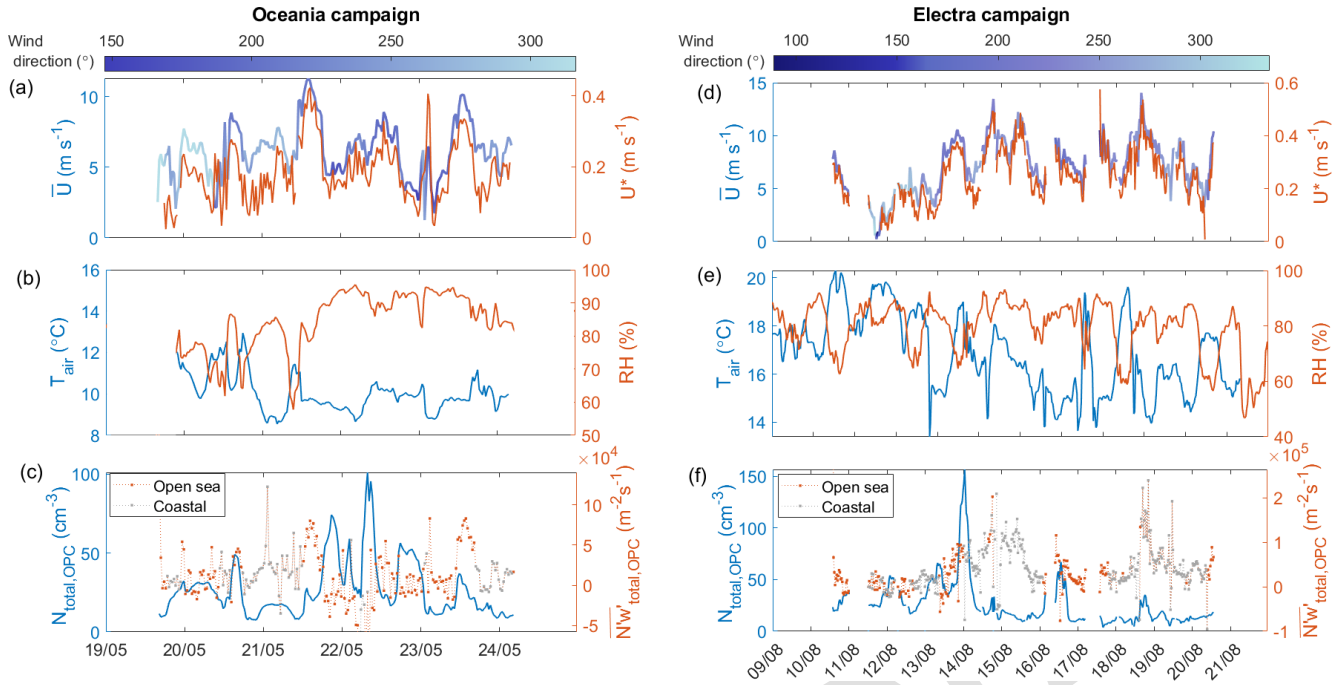 Oceania campaign
Electra campaign
Wind
direction (°)
150 200 250 300
Wind
direction (°)
100 150 200 250 300
(a)
10
5
0
U̅ (m s⁻¹)
0.4
0.2
0
U* (m s⁻¹)
(d)
15
10
5
0
U̅ (m s⁻¹)
0.6
0.4
0.2
0
U* (m s⁻¹)
(b)
16
14
12
10
8
T_air (°C)
100
90
80
70
60
50
RH (%)
(e)
20
18
16
14
T_air (°C)
100
80
60
40
RH (%)
(c)
100
50
0
N_total,OPC (cm⁻³)
Open sea
Coastal
×10⁴
10
5
0
-5
N'w'_total,OPC (m⁻²s⁻¹)
19/05 20/05 21/05 22/05 23/05 24/05
(f)
150
100
50
0
N_total,OPC (cm⁻³)
Open sea
Coastal
×10⁵
2
1
0
-1
N'w'_total,OPC (m⁻²s⁻¹)
09/08 10/08 11/08 12/08 13/08 14/08 15/08 16/08 17/08 18/08 19/08 20/08 21/08